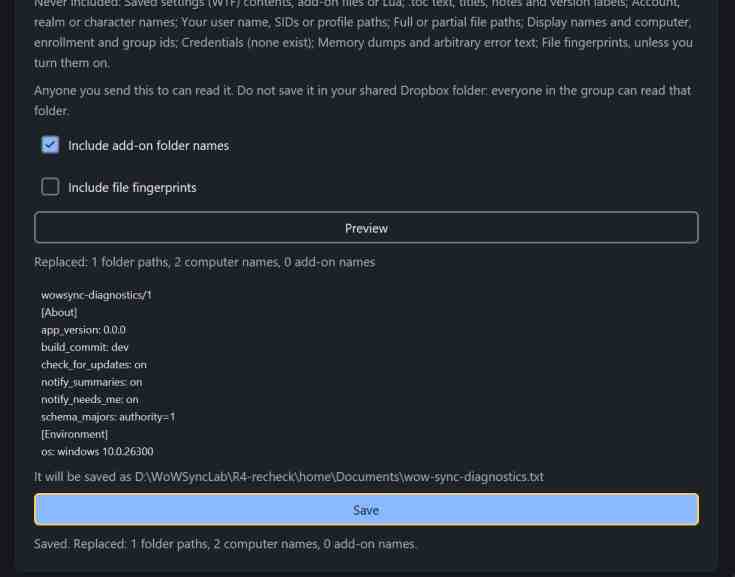 Never included: Saved settings (WTF) contents, add-on files or Lua; .toc text, titles, notes and version labels; Account,
realm or character names; Your user name, SIDs or profile paths; Full or partial file paths; Display names and computer,
enrollment and group ids; Credentials (none exist); Memory dumps and arbitrary error text; File fingerprints, unless you
turn them on.
Anyone you send this to can read it. Do not save it in your shared Dropbox folder: everyone in the group can read that
folder.
Include add-on folder names
Include file fingerprints
Preview
Replaced: 1 folder paths, 2 computer names, 0 add-on names
wowsync-diagnostics/1
[About]
app_version: 0.0.0
build_commit: dev
check_for_updates: on
notify_summaries: on
notify_needs_me: on
schema_majors: authority=1
[Environment]
os: windows 10.0.26300
It will be saved as D:\WoWSyncLab\R4-recheck\home\Documents\wow-sync-diagnostics.txt
Save
Saved. Replaced: 1 folder paths, 2 computer names, 0 add-on names.